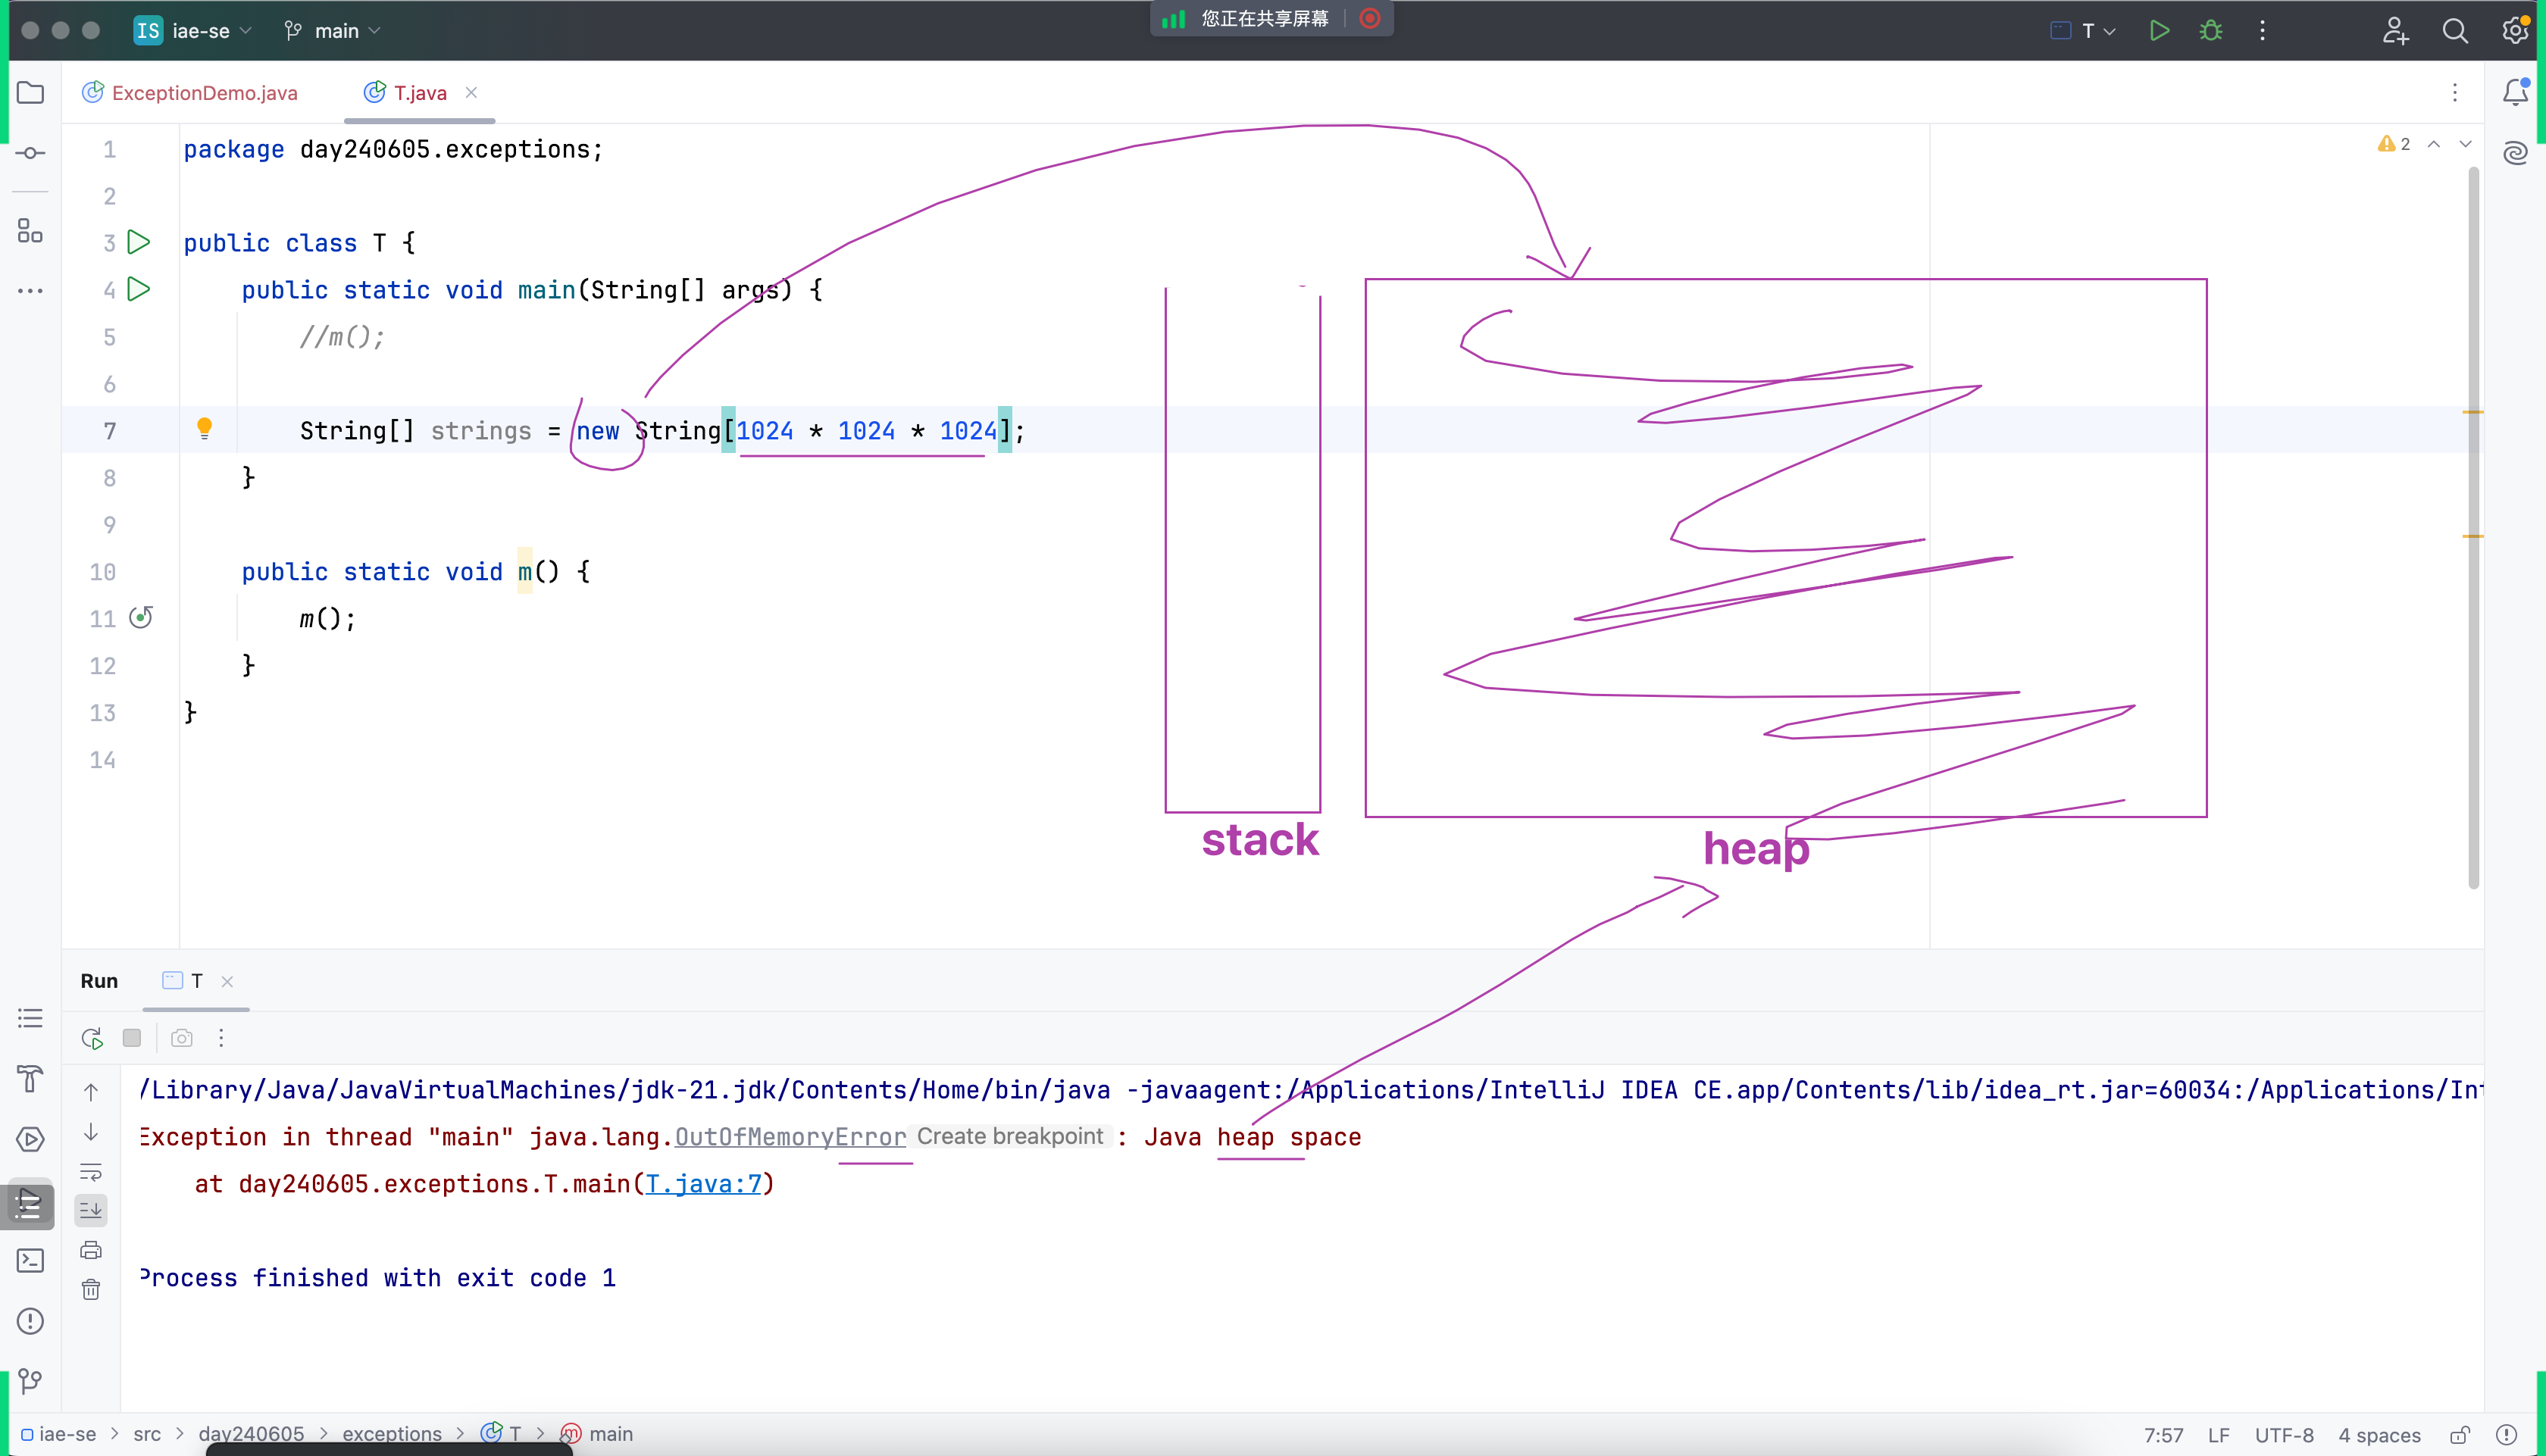 IS iae-se main
您正在共享屏幕
T
ExceptionDemo.java T.java
2
1 package day240605.exceptions;
2
3 public class T {
4 public static void main(String[] args) {
5 //m();
6
7 String[] strings = new String[1024 * 1024 * 1024];
8 }
9
10 public static void m() {
11 m();
12 }
13 }
14
stack
heap
Run T
/Library/Java/JavaVirtualMachines/jdk-21.jdk/Contents/Home/bin/java -javaagent:/Applications/IntelliJ IDEA CE.app/Contents/lib/idea_rt.jar=60034:/Applications/Int
Exception in thread "main" java.lang.OutOfMemoryError Create breakpoint : Java heap space
at day240605.exceptions.T.main(T.java:7)
Process finished with exit code 1
iae-se > src > day240605 > exceptions > T > main
7:57 LF UTF-8 4 spaces